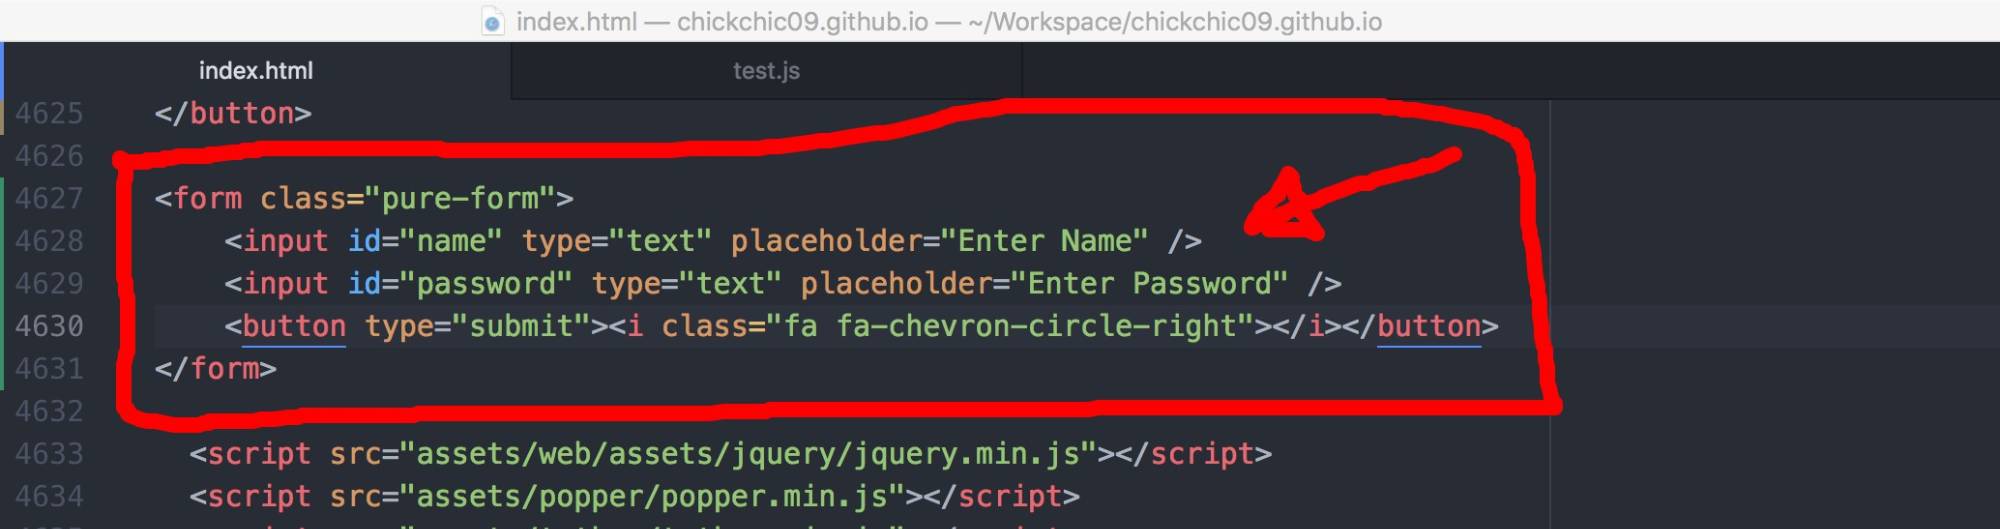 index.html — chickchic09.github.io — ~/Workspace/chickchic09.github.io
index.html test.js
4625 </button>
4626
4627 <form class="pure-form">
4628 <input id="name" type="text" placeholder="Enter Name" />
4629 <input id="password" type="text" placeholder="Enter Password" />
4630 <button type="submit"><i class="fa fa-chevron-circle-right"></i></button>
4631 </form>
4632
4633 <script src="assets/web/assets/jquery/jquery.min.js"></script>
4634 <script src="assets/popper/popper.min.js"></script>